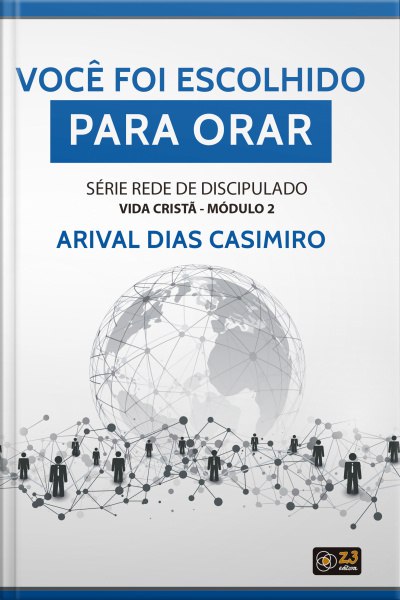 VOCÊ FOI ESCOLHIDO
PARA ORAR
SÉRIE REDE DE DISCIPULADO
VIDA CRISTÃ - MÓDULO 2
ARIVAL DIAS CASIMIRO
Z3
editora